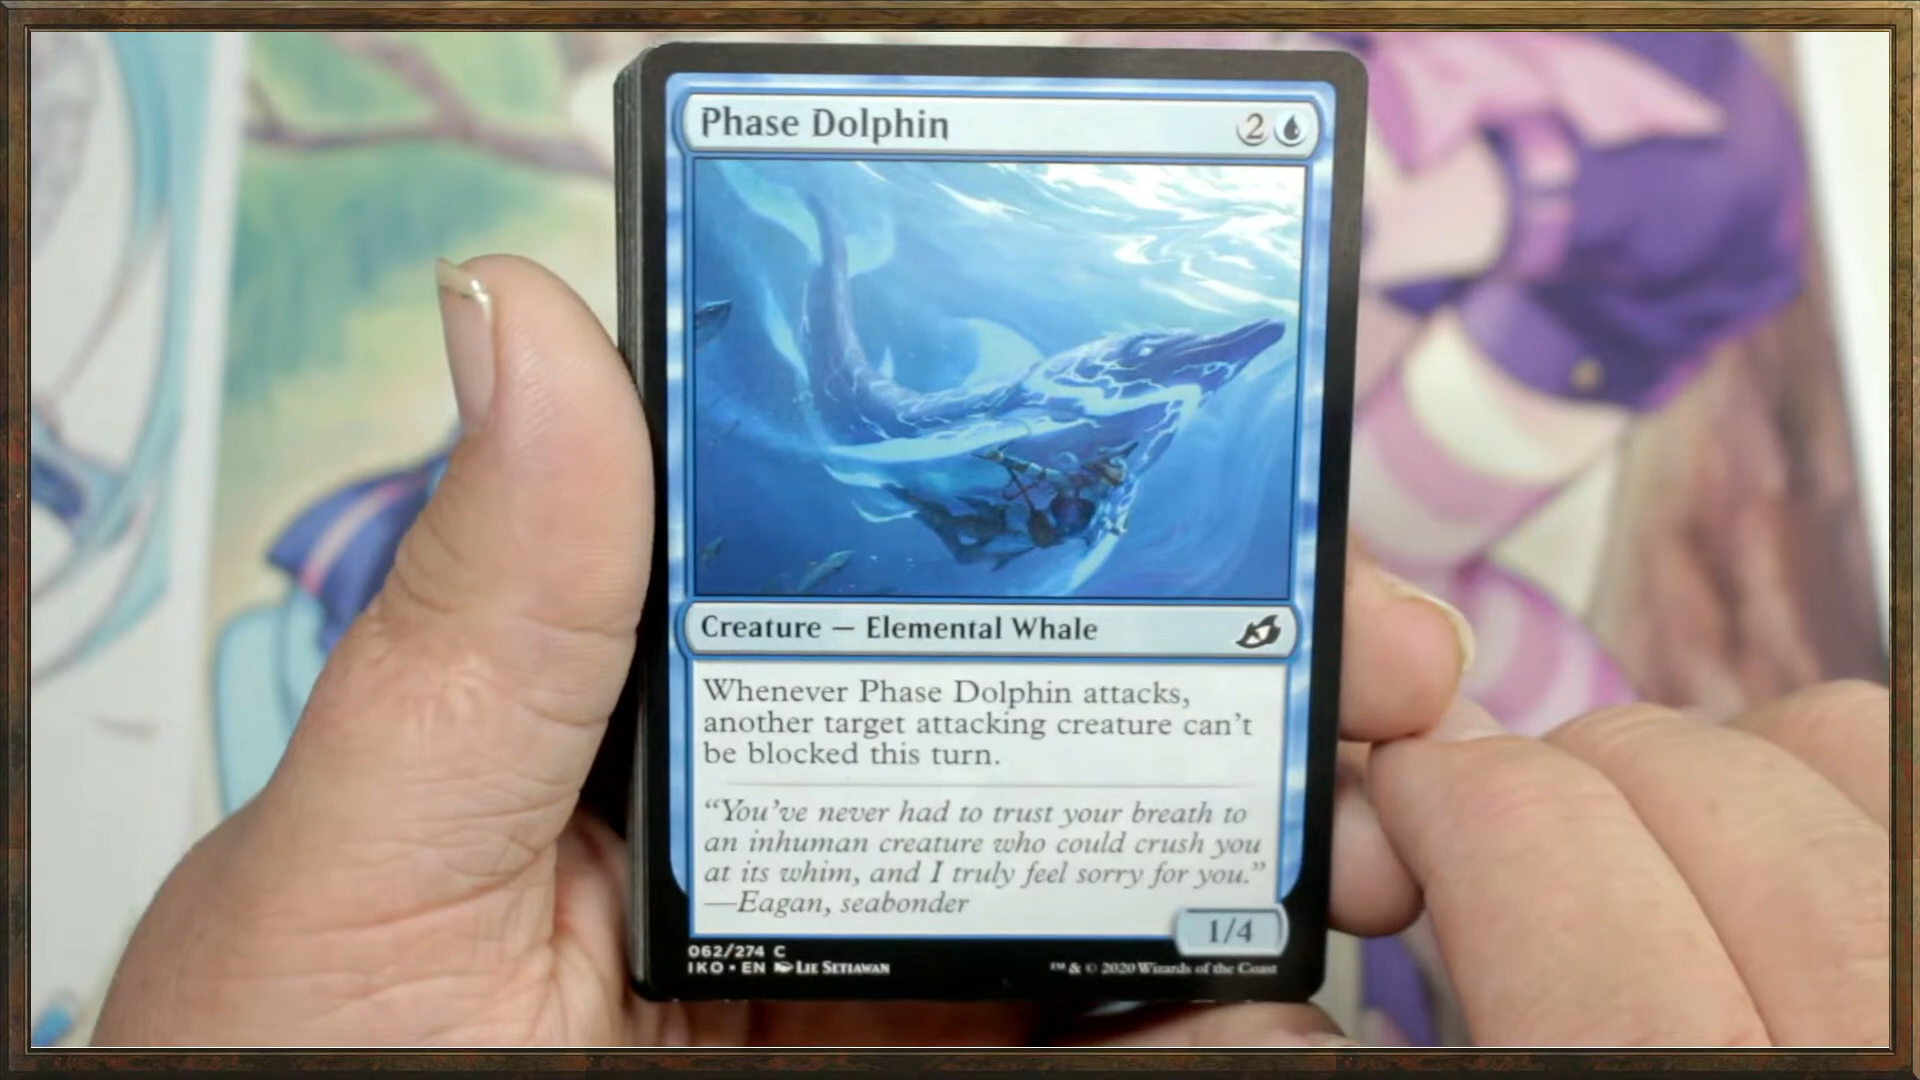 Phase Dolphin 2
Creature — Elemental Whale
Whenever Phase Dolphin attacks,
another target attacking creature can't
be blocked this turn.
“You've never had to trust your breath to
an inhuman creature who could crush you
at its whim, and I truly feel sorry for you.”
—Eagan, seabonder
1/4
062/274 C
IKO • EN Lie Setiawan
™ & © 2020 Wizards of the Coast